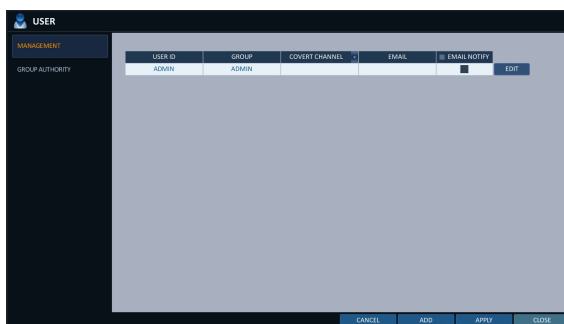 USER
MANAGEMENT
GROUP AUTHORITY
USER ID GROUP COVERT CHANNEL EMAIL EMAIL NOTIFY
ADMIN ADMIN EDIT
CANCEL ADD APPLY CLOSE